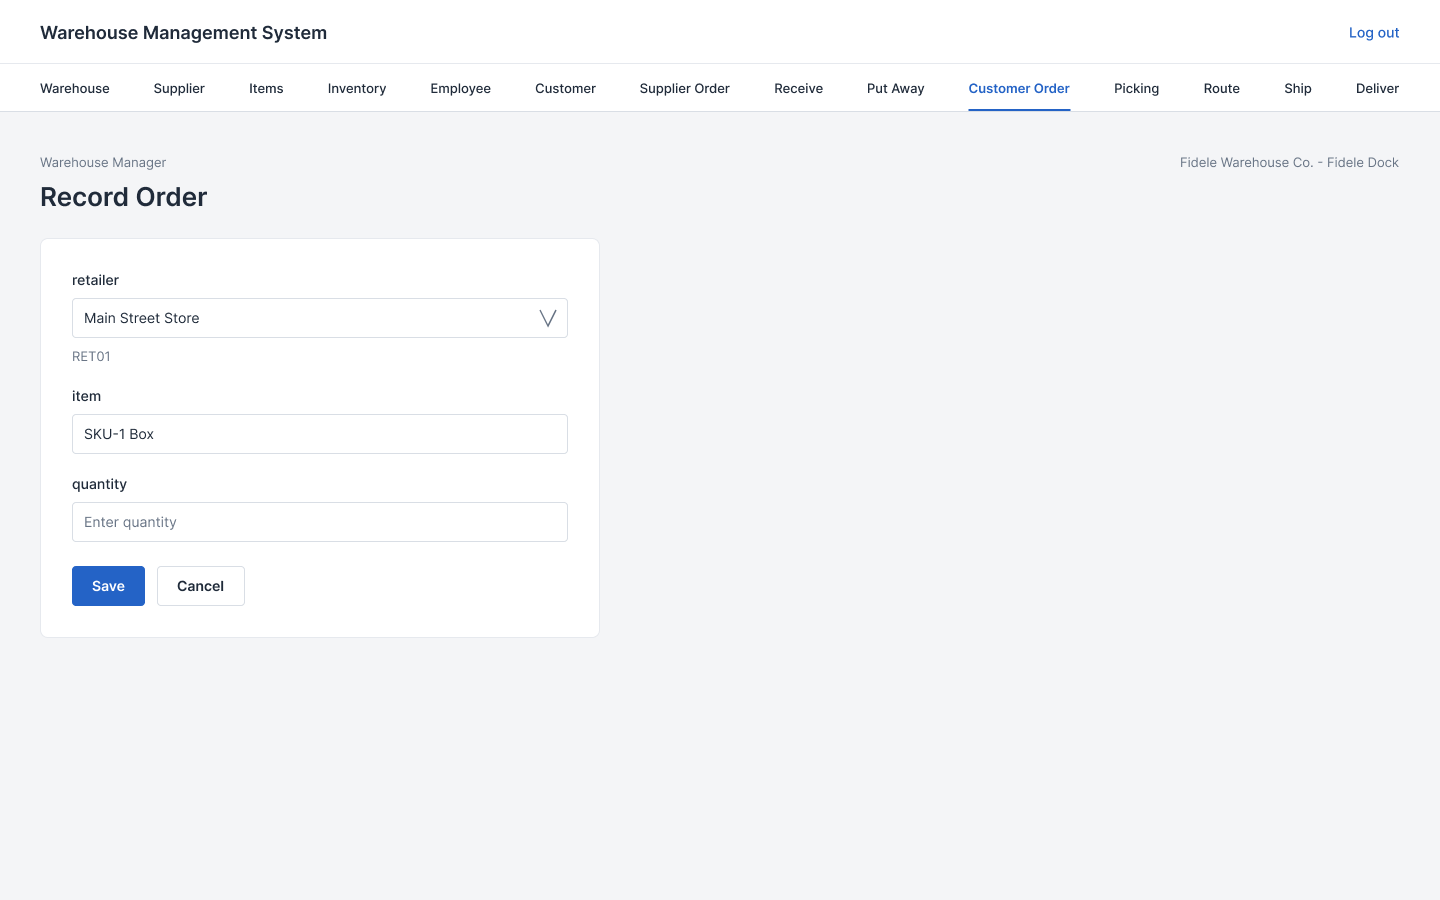 Warehouse Management System
Log out
Warehouse Supplier Items Inventory Employee Customer Supplier Order Receive Put Away Customer Order Picking Route Ship Deliver
Warehouse Manager
Fidele Warehouse Co. - Fidele Dock
Record Order
retailer
Main Street Store
RET01
item
SKU-1 Box
quantity
Enter quantity
Save Cancel